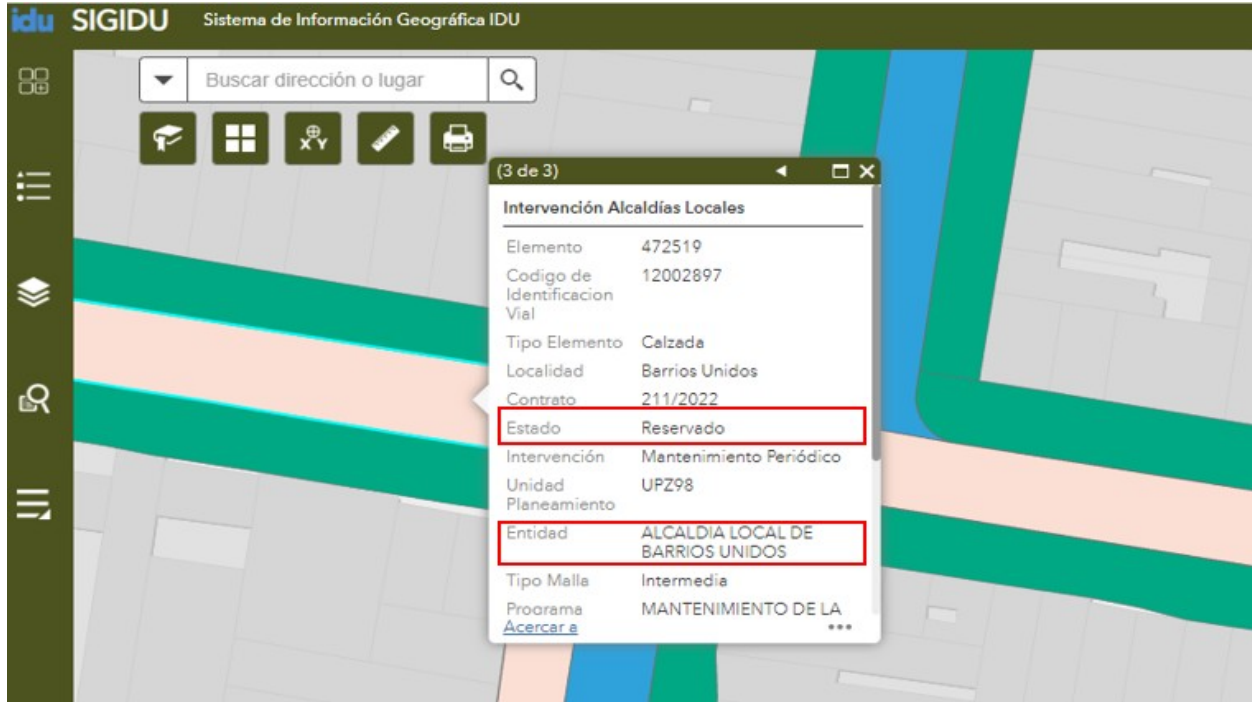 idu SIGIDU Sistema de Información Geográfica IDU
Buscar dirección o lugar
X Y
(3 de 3)
Intervención Alcaldías Locales
Elemento 472519
Codigo de Identificacion Vial 12002897
Tipo Elemento Calzada
Localidad Barrios Unidos
Contrato 211/2022
Estado Reservado
Intervención Mantenimiento Periódico
Unidad Planeamiento UPZ98
Entidad ALCALDIA LOCAL DE BARRIOS UNIDOS
Tipo Malla Intermedia
Programa MANTENIMIENTO DE LA
Acercar a